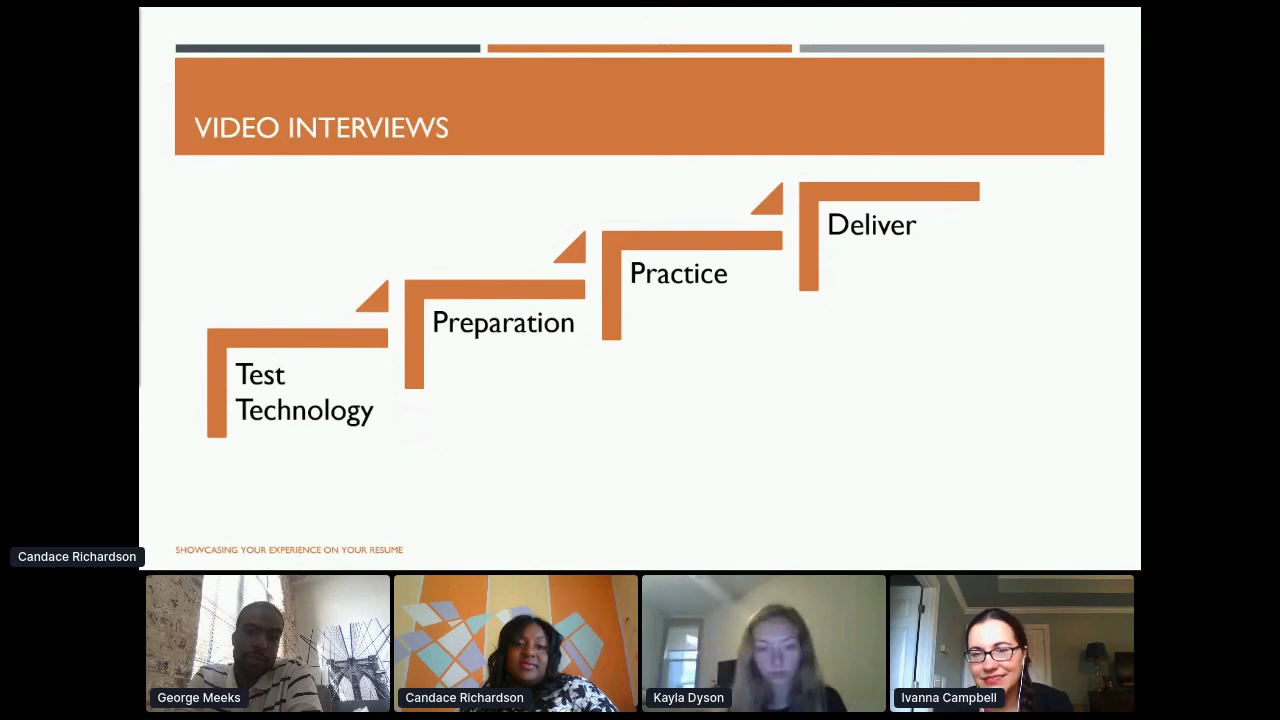 VIDEO INTERVIEWS
Deliver
Practice
Preparation
Test
Technology
SHOWCASING YOUR EXPERIENCE ON YOUR RESUME
Candace Richardson
George Meeks
Candace Richardson
Kayla Dyson
Ivanna Campbell